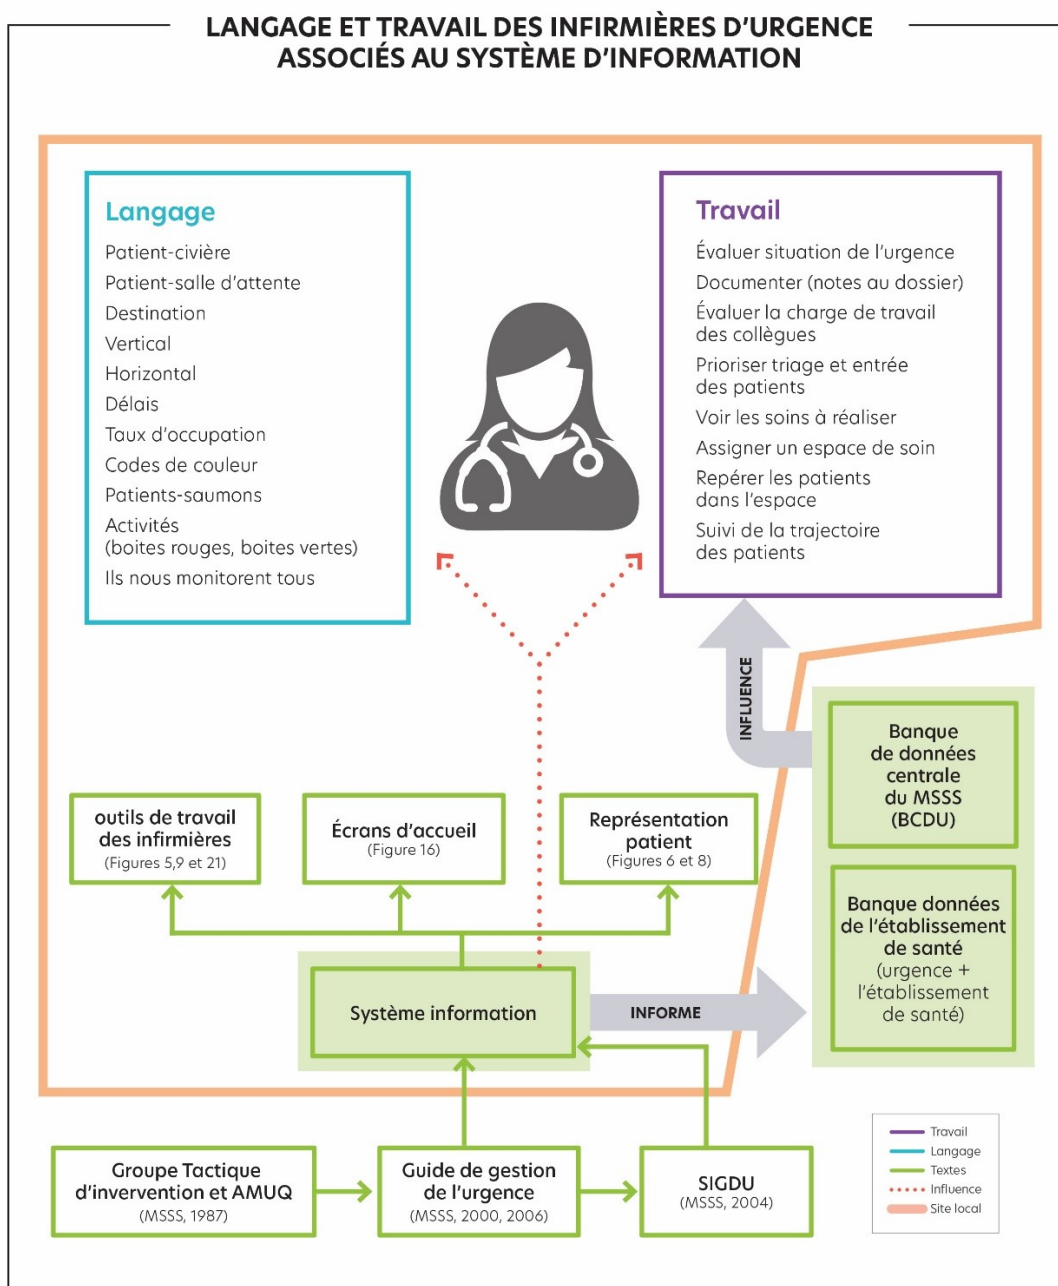 LANGAGE ET TRAVAIL DES INFIRMIÈRES D'URGENCE
ASSOCIÉS AU SYSTÈME D'INFORMATION
Langage
Patient-civière
Patient-salle d'attente
Destination
Vertical
Horizontal
Délais
Taux d'occupation
Codes de couleur
Patients-saumons
Activités
(boites rouges, boites vertes)
Ils nous monitorent tous
Travail
Évaluer situation de l'urgence
Documenter (notes au dossier)
Évaluer la charge de travail
des collègues
Prioriser triage et entrée
des patients
Voir les soins à réaliser
Assigner un espace de soin
Repérer les patients
dans l'espace
Suivi de la trajectoire
des patients
INFLUENCE
Banque
de données
centrale
du MSSS
(BCDU)
outils de travail
des infirmières
(Figures 5,9 et 21)
Écrans d'accueil
(Figure 16)
Représentation
patient
(Figures 6 et 8)
Banque données
de l'établissement
de santé
(urgence +
l'établissement
de santé)
Système information
INFORME
Groupe Tactique
d'invervention et AMUQ
(MSSS, 1987)
Guide de gestion
de l'urgence
(MSSS, 2000, 2006)
SIGDU
(MSSS, 2004)
Travail
Langage
Textes
Influence
Site local